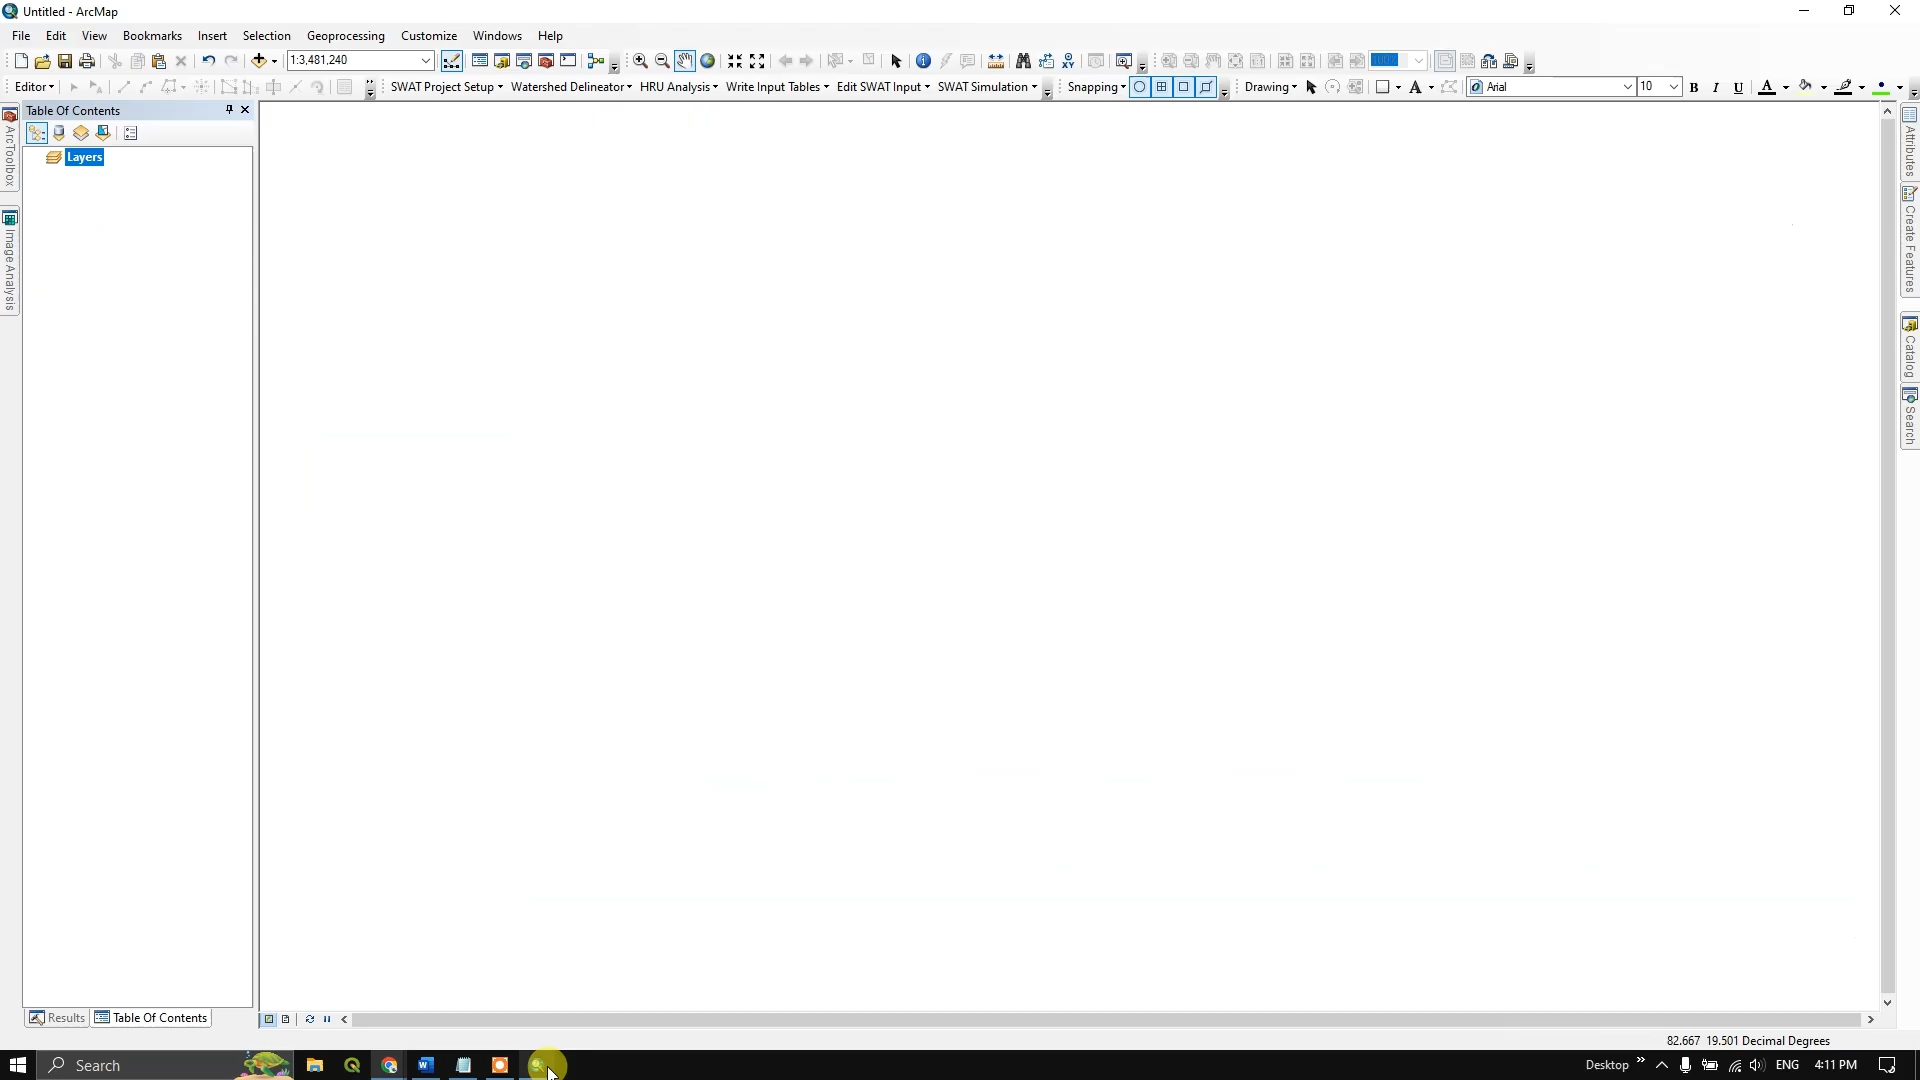 Untitled - ArcMap
File Edit View Bookmarks Insert Selection Geoprocessing Customize Windows Help
1:3,481,240
100%
Editor SWAT Project Setup Watershed Delineator HRU Analysis Write Input Tables Edit SWAT Input SWAT Simulation Snapping Drawing Arial 10 B I U A
Table Of Contents
Layers
ArcToolbox
Image Analysis
Attributes
Create Features
Catalog
Search
Results Table Of Contents
82.667 19.501 Decimal Degrees
Search Desktop ENG 4:11 PM